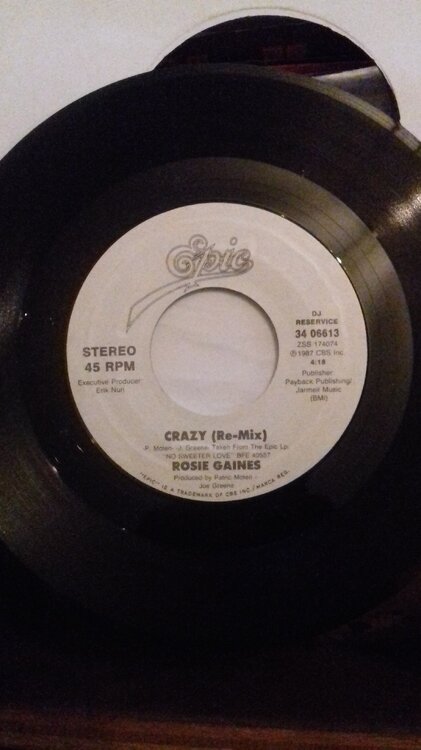 Epic
STEREO
45 RPM
Executive Producer
Erik Nuri
DJ
RESERVICE
34 06613
ZSB 174074
℗ 1987 CBS Inc.
4:18
Publisher
Payback Publishing/
Jarmeil Music
(BMI)
CRAZY (Re-Mix)
-P. Moten- -J. Greene- Taken From The Epic Lp:
"NO SWEETER LOVE" BFE 40557
ROSIE GAINES
Produced by Patric Moten -
Joe Greene
"EPIC" IS A TRADEMARK OF CBS INC./MARCA REG.